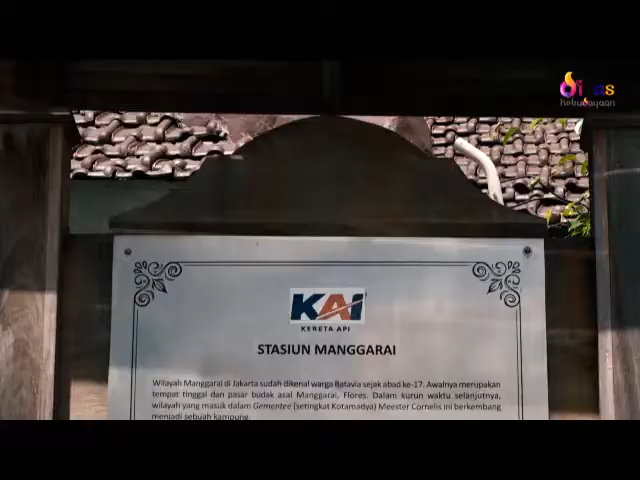 dinas
kebudayaan
KAI
KERETA API
STASIUN MANGGARAI
Wilayah Manggarai di Jakarta sudah dikenal warga Batavia sejak abad ke-17. Awalnya merupakan
tempat tinggal dan pasar budak asal Manggarai, Flores. Dalam kurun waktu selanjutnya,
wilayah yang masuk dalam Gementee (setingkat Kotamadya) Meester Cornelis ini berkembang
menjadi sebuah kampung.